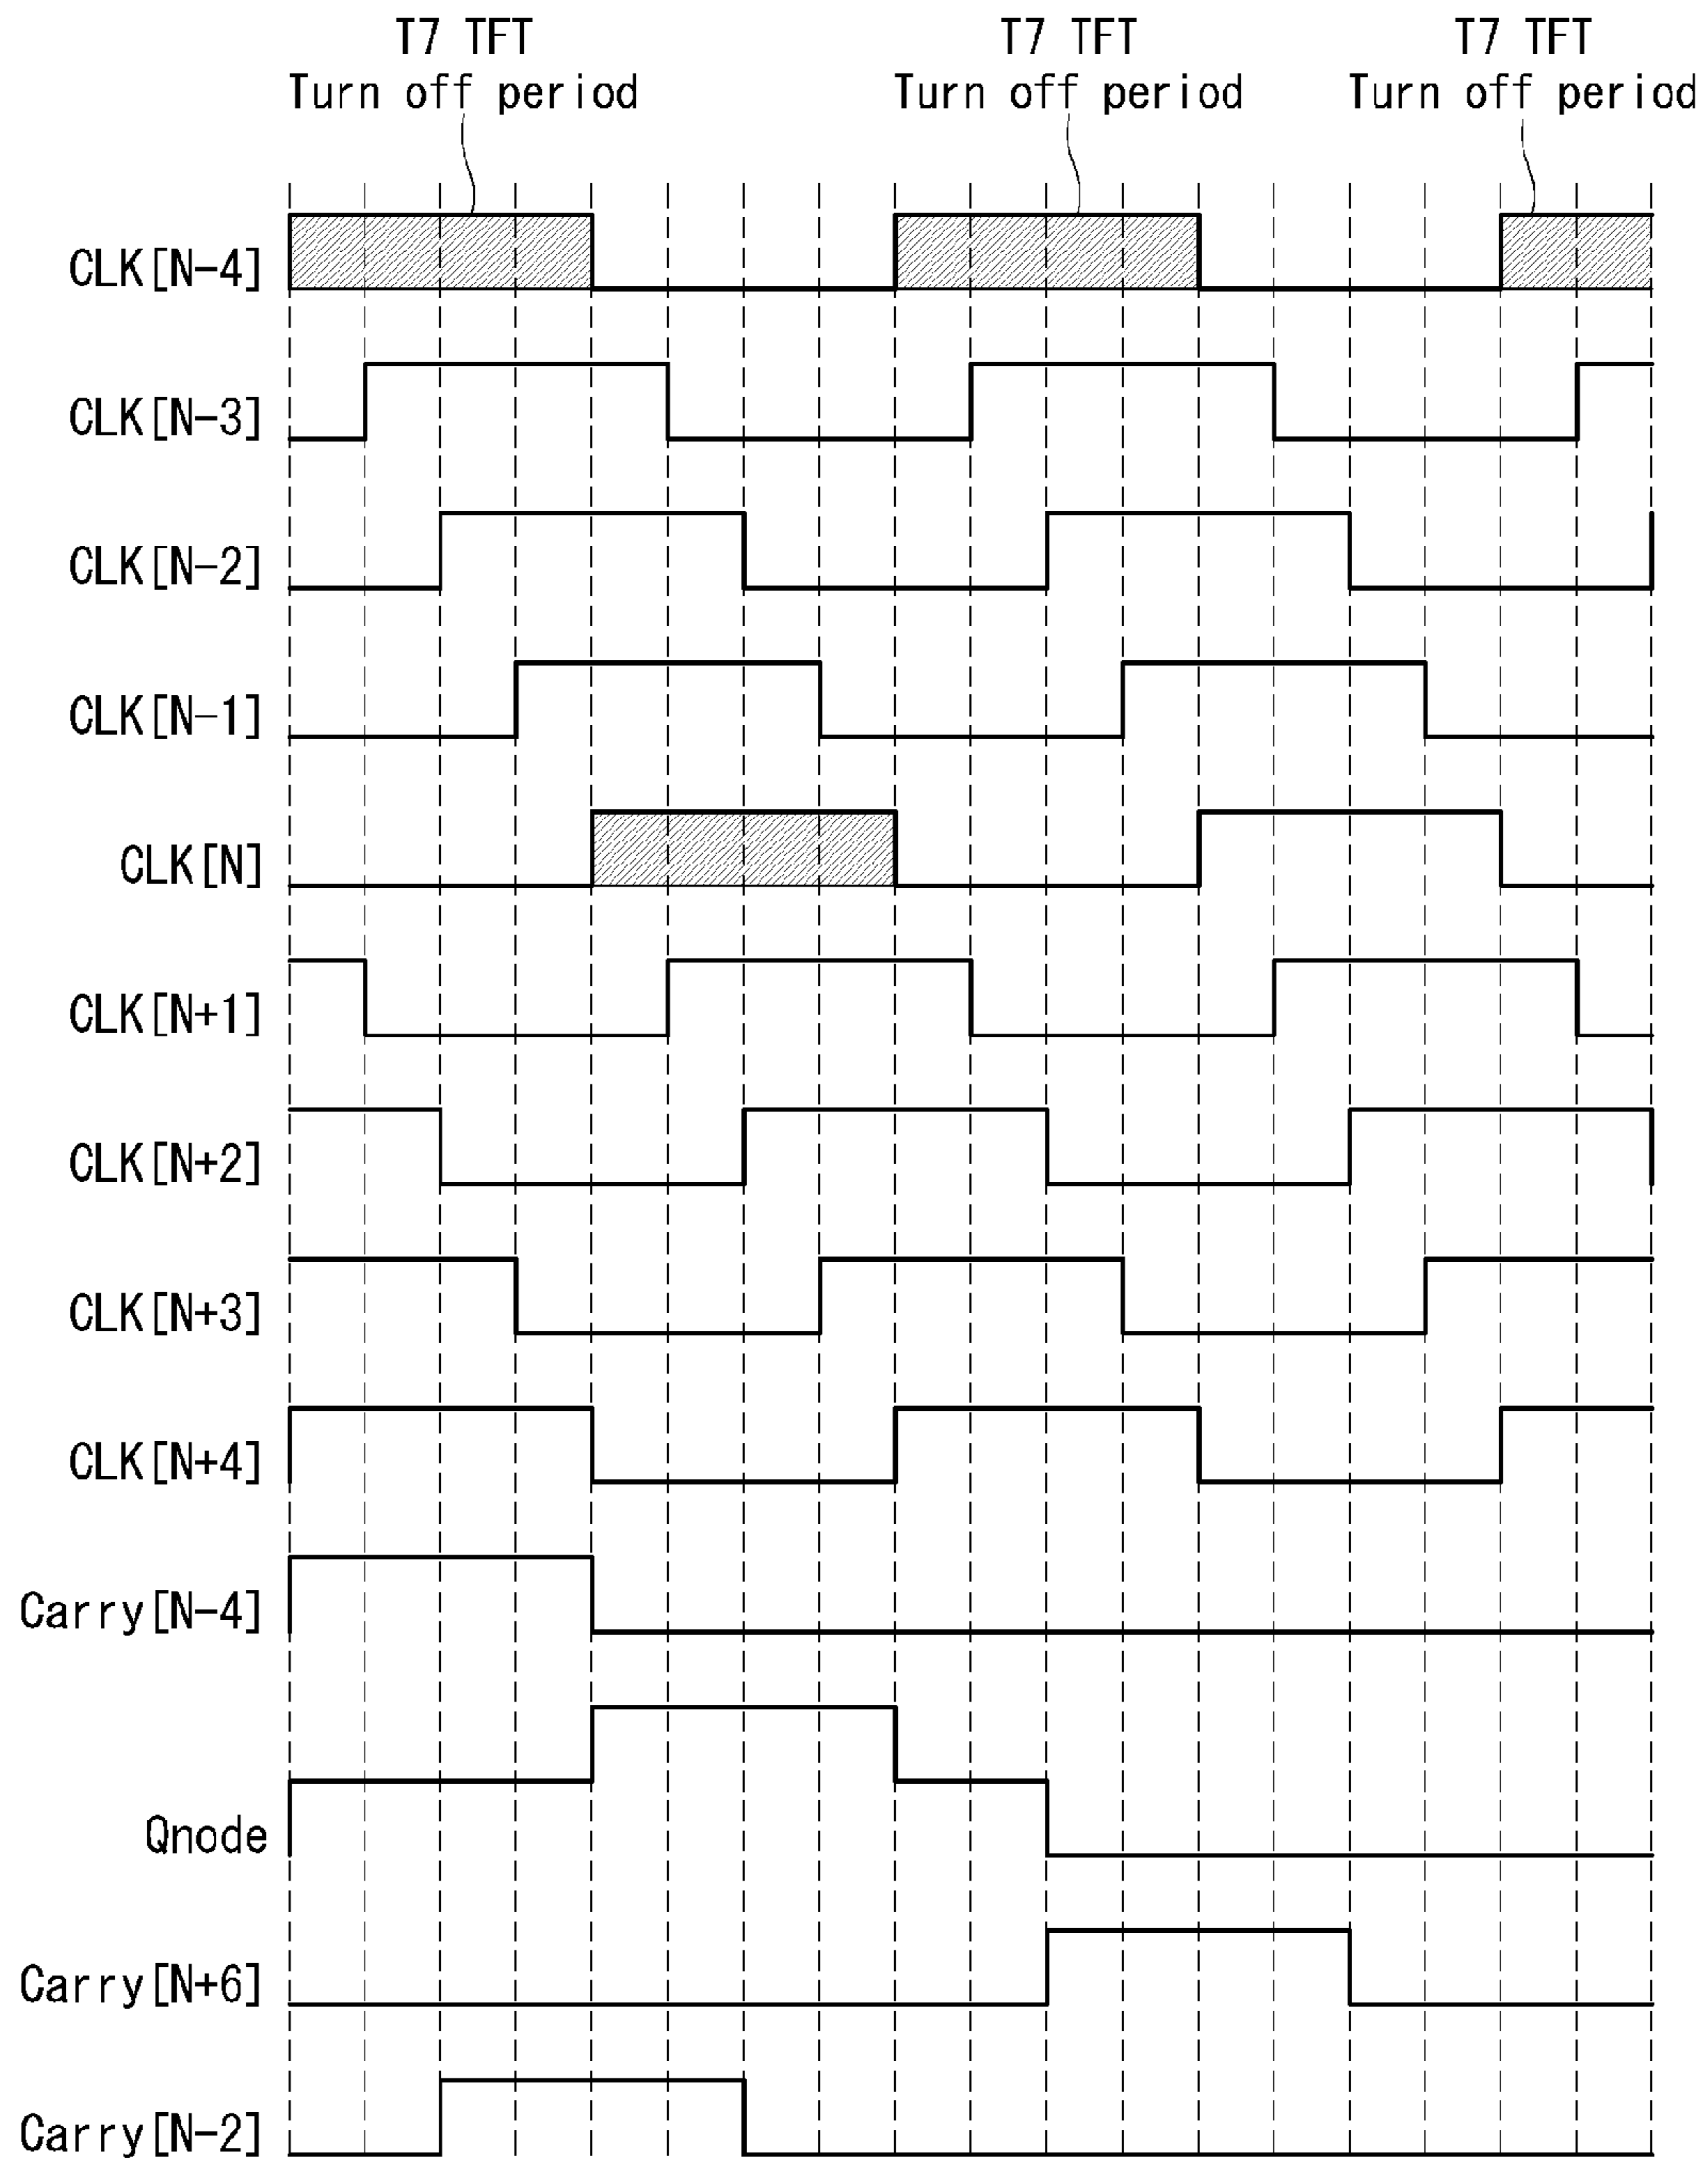 T7 TFT
Turn off period
T7 TFT
Turn off period
T7 TFT
Turn off period
CLK[N-4]
CLK[N-3]
CLK[N-2]
CLK[N-1]
CLK[N]
CLK[N+1]
CLK[N+2]
CLK[N+3]
CLK[N+4]
Carry[N-4]
Qnode
Carry[N+6]
Carry[N-2]